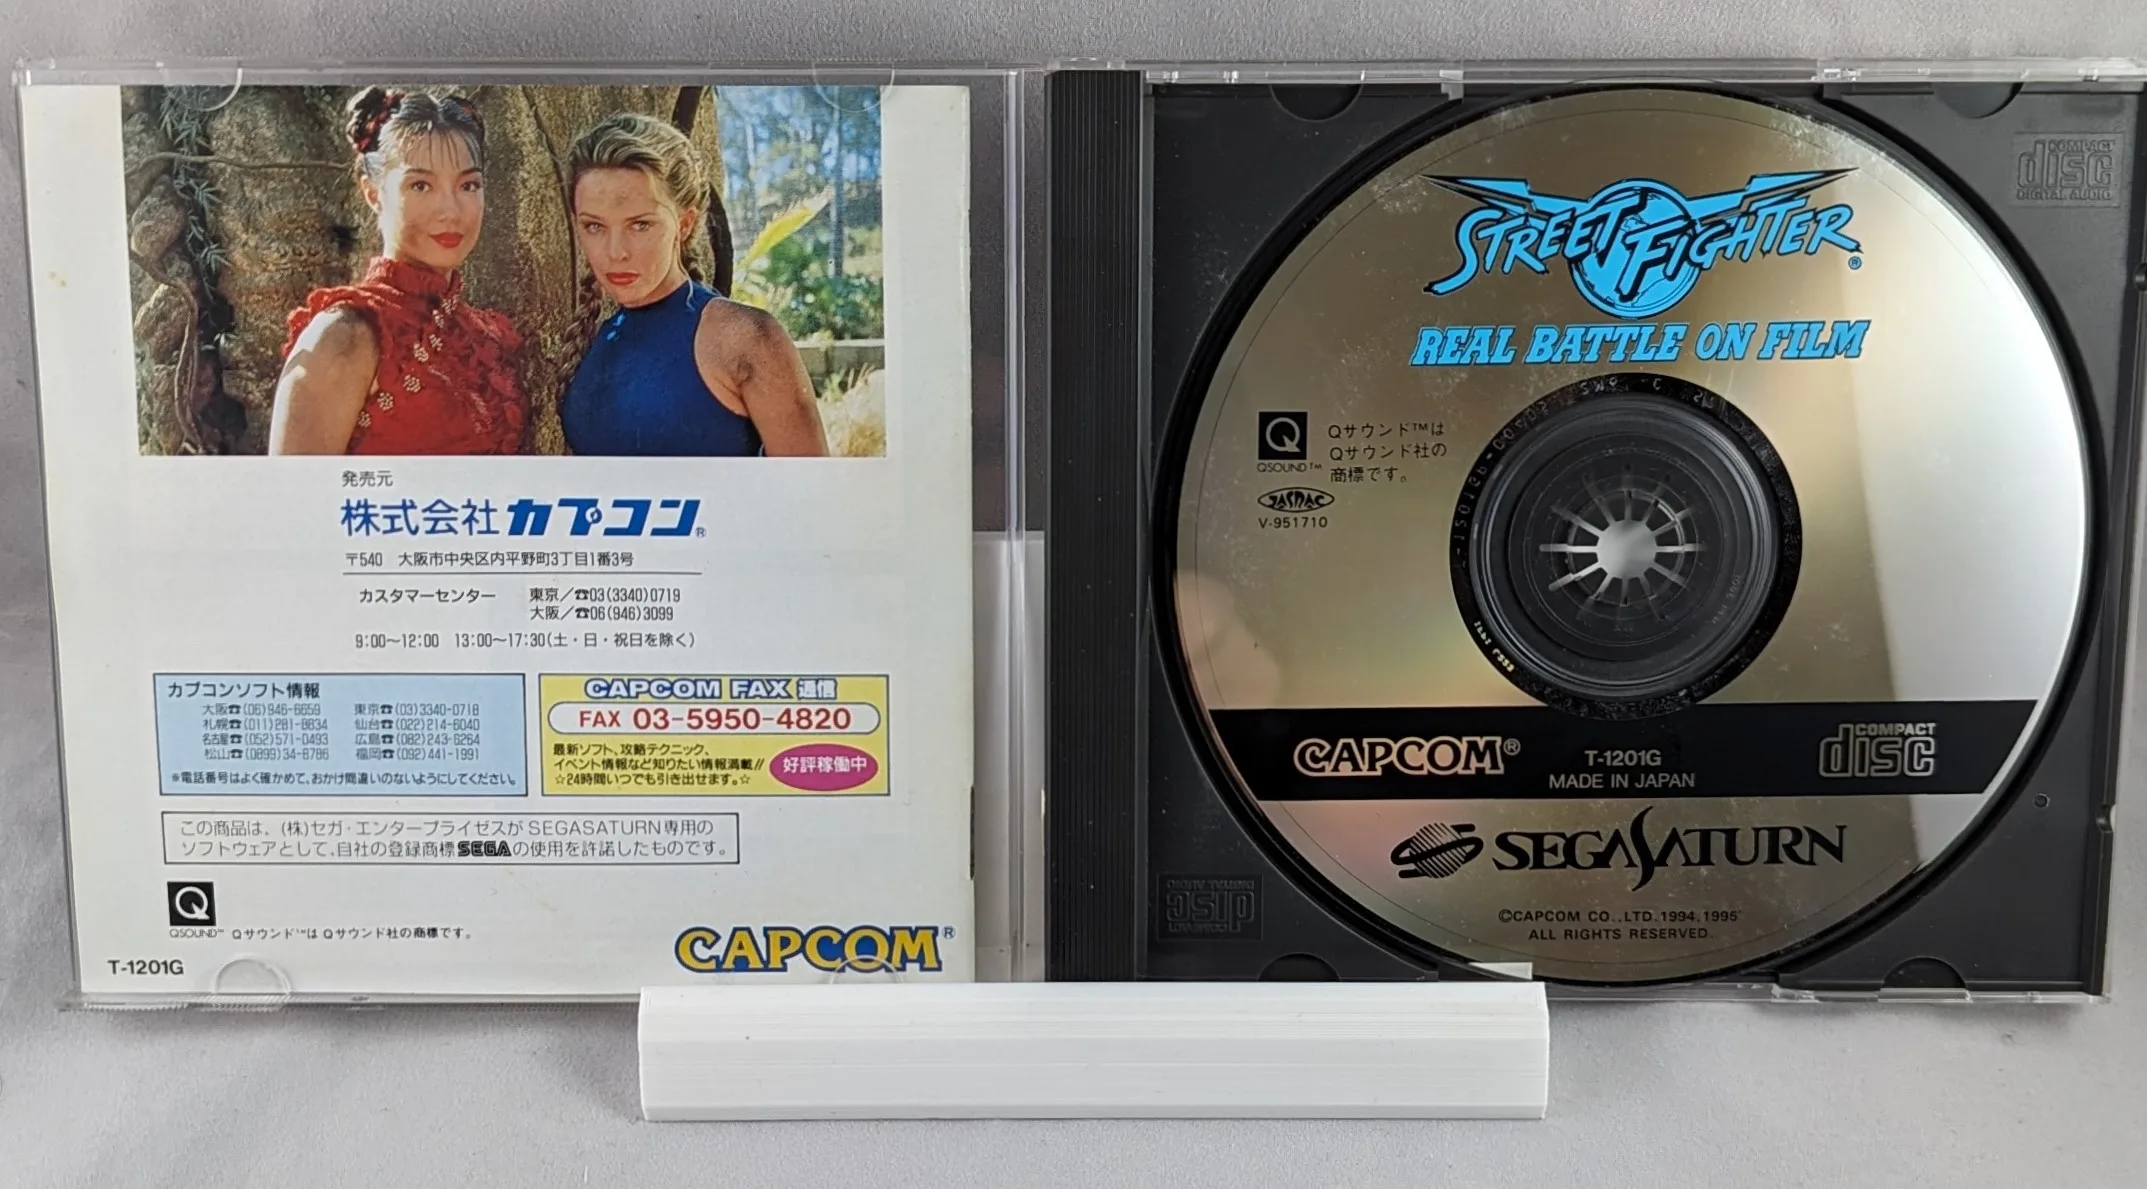 発売元
株式会社カプコン®
〒540 大阪市中央区内平野町3丁目1番3号
カスタマーセンター 東京/☎03(3340)0719
大阪/☎06(946)3099
9:00〜12:00 13:00〜17:30(土・日・祝日を除く)
カプコンソフト情報
大阪☎(06)946-6659 東京☎(03)3340-0718
札幌☎(011)281-8834 仙台☎(022)214-6040
名古屋☎(052)571-0493 広島☎(082)243-6264
松山☎(0899)34-8786 福岡☎(092)441-1991
※電話番号はよく確かめて、おかけ間違いのないようにしてください。
CAPCOM FAX 通信
FAX 03-5950-4820
最新ソフト、攻略テクニック、
イベント情報など知りたい情報満載!!
☆24時間いつでも引き出せます。☆
好評稼働中
この商品は、(株)セガ・エンタープライゼスがSEGASATURN専用の
ソフトウェアとして、自社の登録商標SEGAの使用を許諾したものです。
Q
QSOUND™ Qサウンド™は Qサウンド社の商標です。
T-1201G
CAPCOM®
STREET FIGHTER®
REAL BATTLE ON FILM
Q
QSOUND™
Qサウンド™は
Qサウンド社の
商標です。
JASRAC
V-951710
CAPCOM®
T-1201G
MADE IN JAPAN
COMPACT
disc
SEGASATURN
©CAPCOM CO.,LTD.1994,1995
ALL RIGHTS RESERVED.
COMPACT
disc
DIGITAL AUDIO
COMPACT
disc
DIGITAL AUDIO